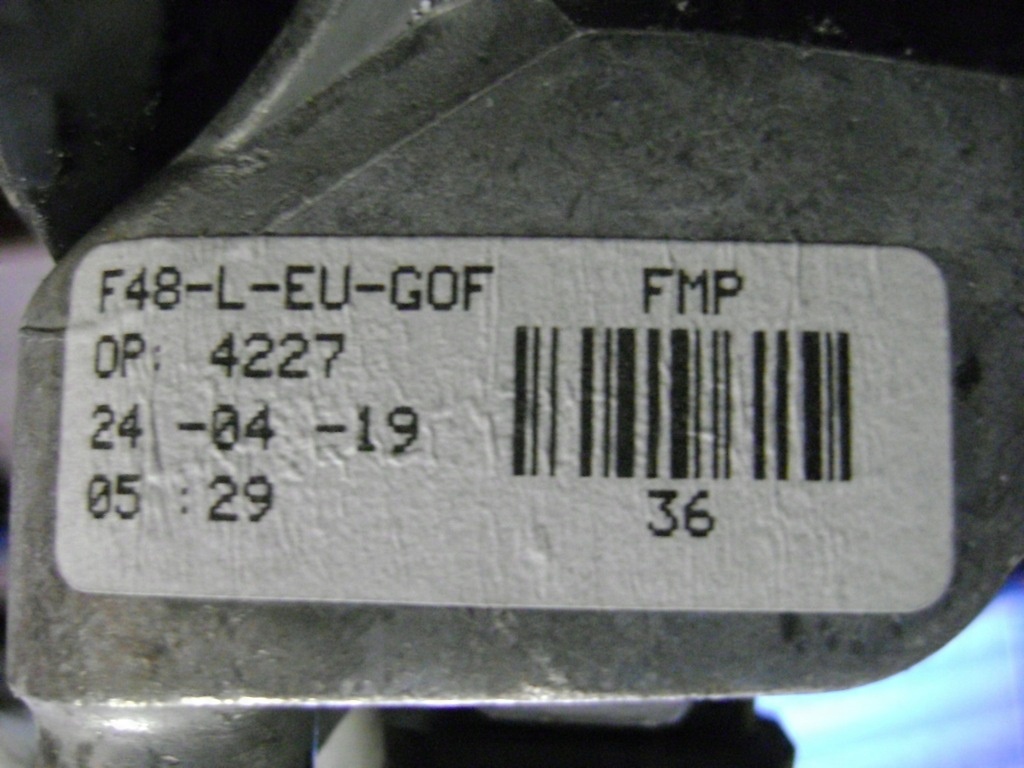 F48-L-EU-GOF
OP: 4227
24 -04 -19
05 :29
FMP
36